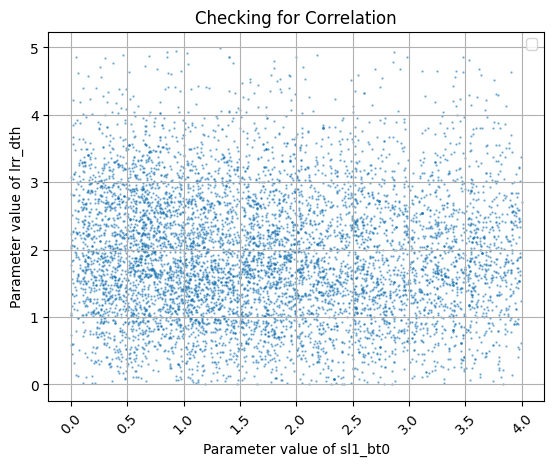 Checking for Correlation
Parameter value of lrr_dth
5
4
3
2
1
0
0.0 0.5 1.0 1.5 2.0 2.5 3.0 3.5 4.0
Parameter value of sl1_bt0